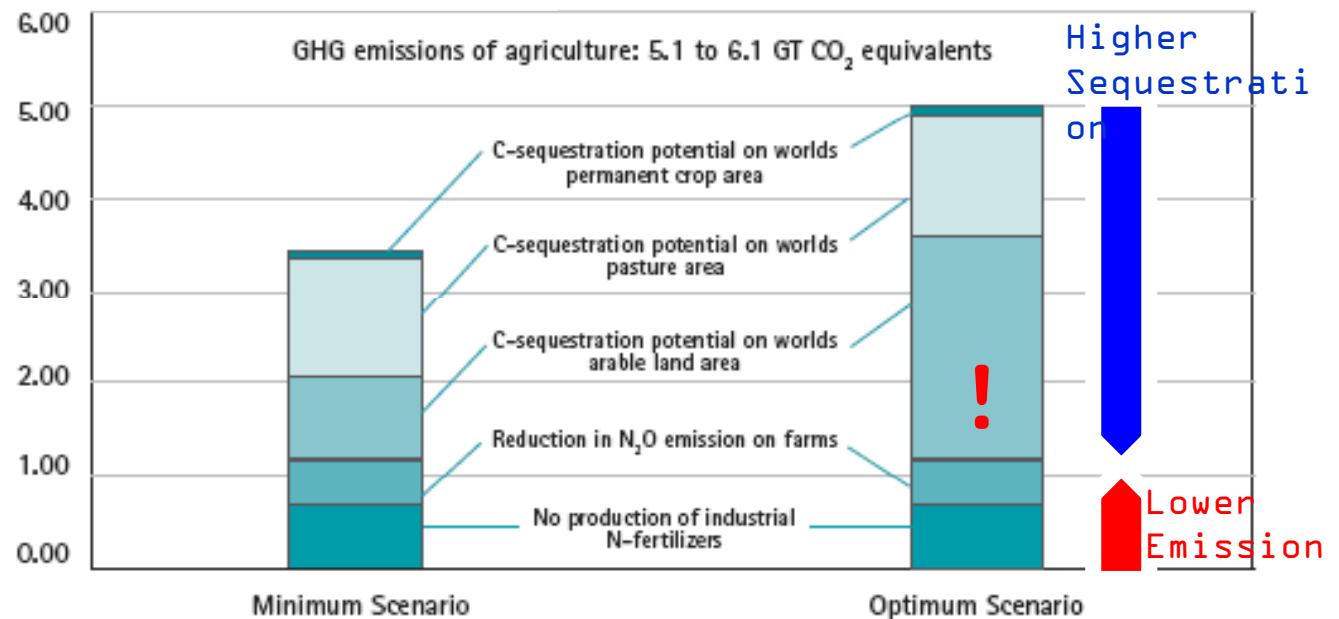 6.00
GHG emissions of agriculture: 5.1 to 6.1 GT CO₂ equivalents
Higher
Sequestrati
on
5.00
C-sequestration potential on worlds
permanent crop area
4.00
C-sequestration potential on worlds
pasture area
3.00
C-sequestration potential on worlds
arable land area
2.00
!
Reduction in N₂O emission on farms
1.00
No production of industrial
N-fertilizers
Lower
Emission
0.00
Minimum Scenario
Optimum Scenario